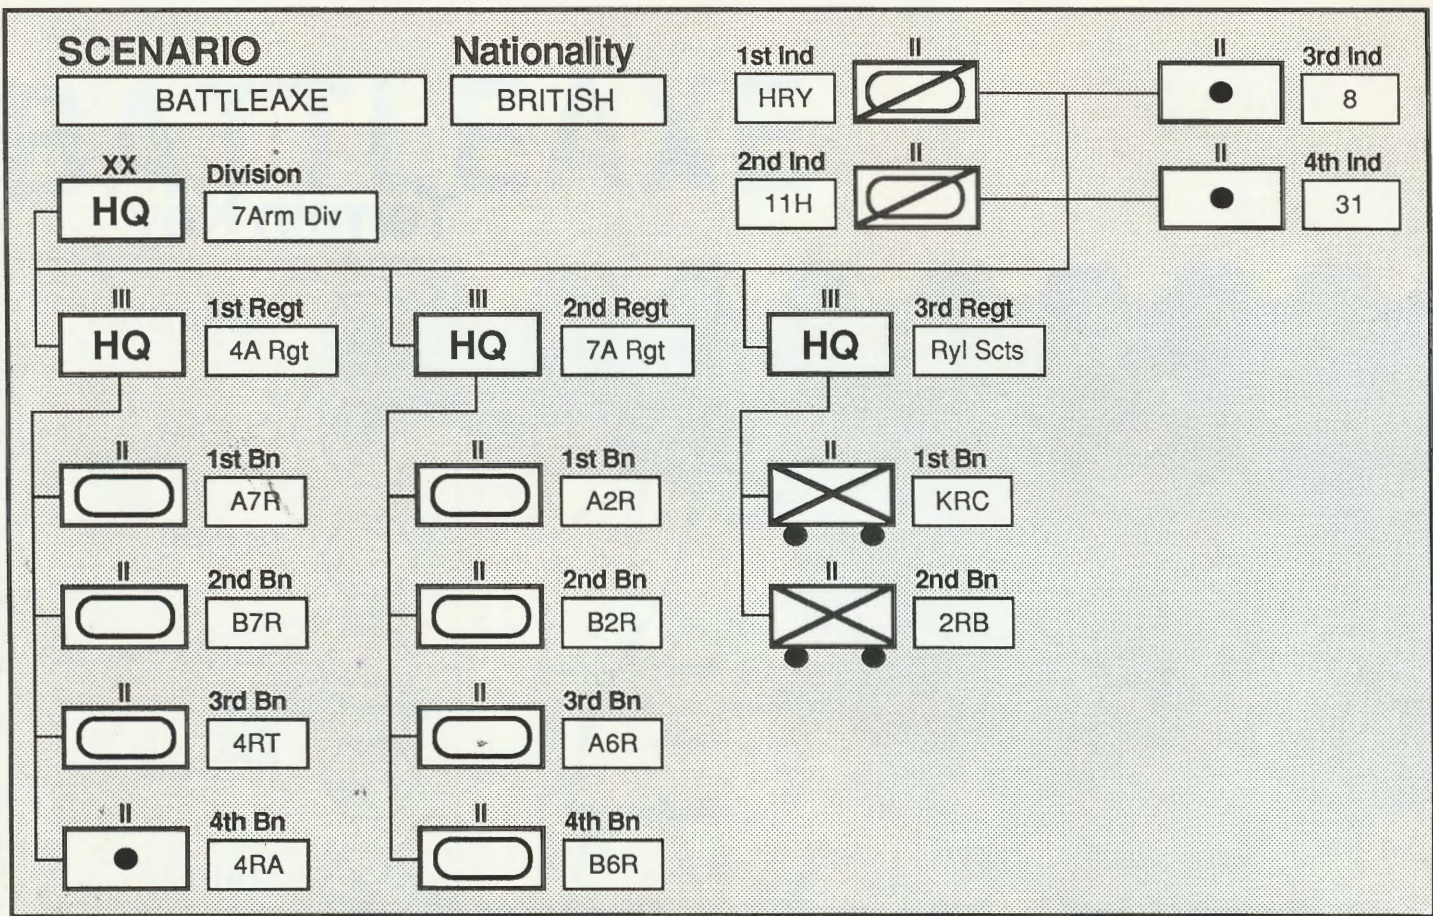 SCENARIO
BATTLEAXE
Nationality
BRITISH
1st Ind
HRY
II
II
3rd Ind
8
2nd Ind
11H
II
II
4th Ind
31
XX
HQ
Division
7Arm Div
III
HQ
1st Regt
4A Rgt
III
HQ
2nd Regt
7A Rgt
III
HQ
3rd Regt
Ryl Scts
II
1st Bn
A7R
II
1st Bn
A2R
II
1st Bn
KRC
II
2nd Bn
B7R
II
2nd Bn
B2R
II
2nd Bn
2RB
II
3rd Bn
4RT
II
3rd Bn
A6R
II
4th Bn
4RA
II
4th Bn
B6R